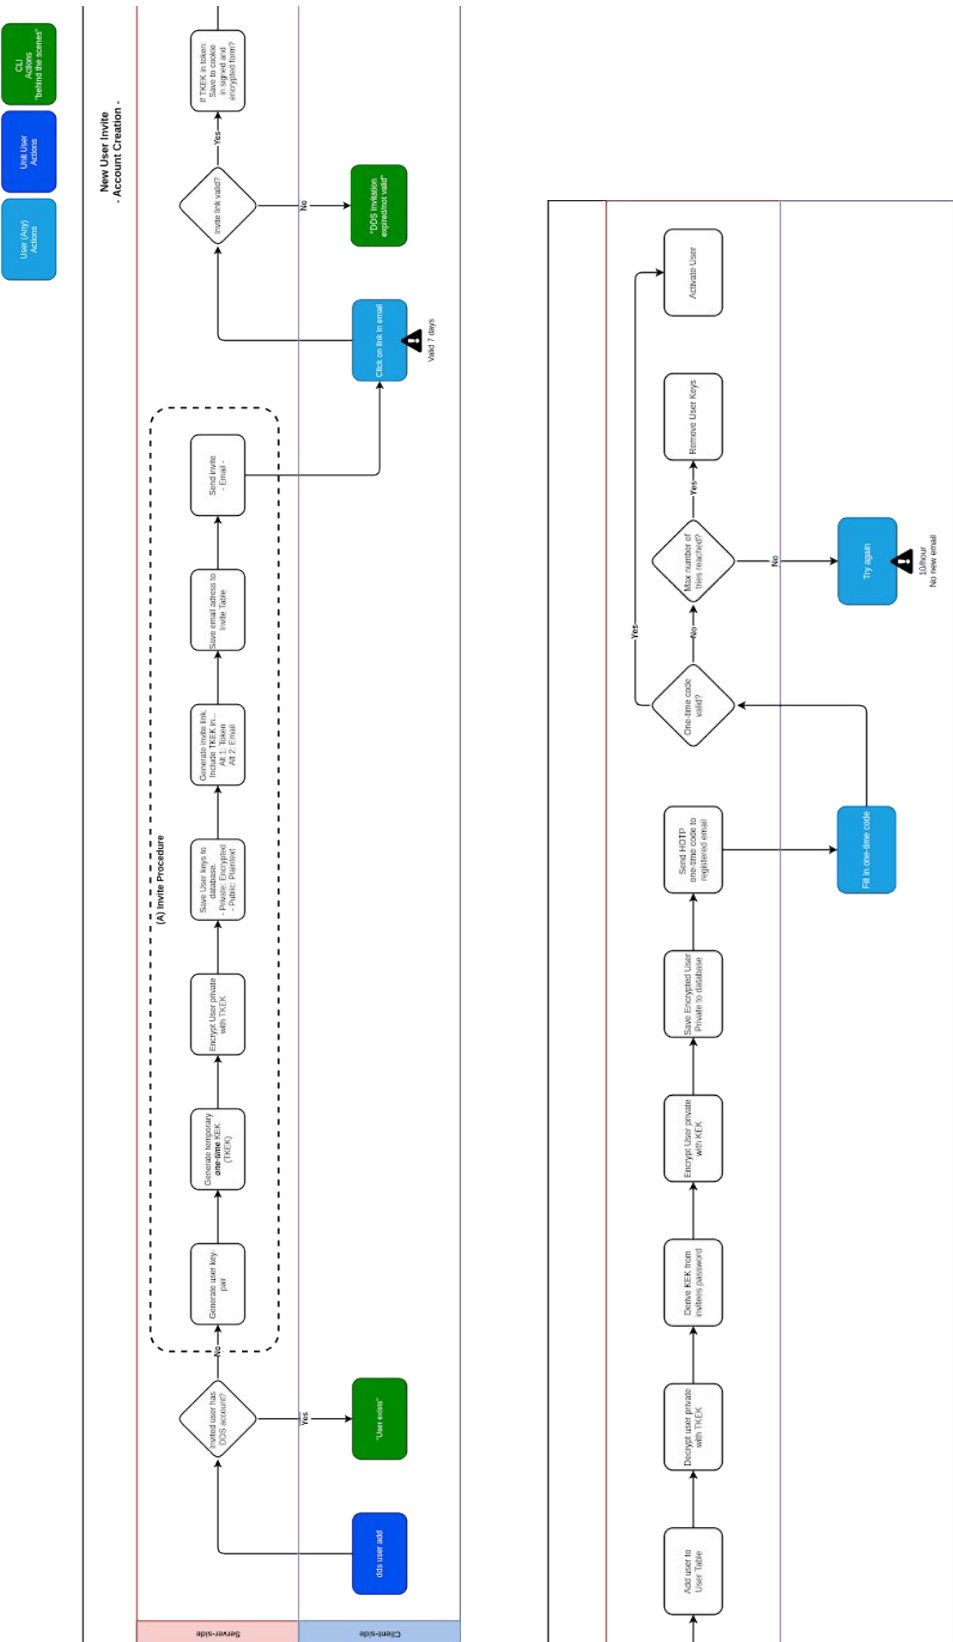 CLI
Actions
"behind the scenes"
Unit User
Actions
User (Any)
Actions
New User Invite
- Account Creation -
Server-side
Client-side
dds user add
Invited user has
DDS account?
Yes
"User exists"
No
(A) Invite Procedure
Generate user key-
pair
Generate temporary
one-time KEK
(TKEK)
Encrypt User private
with TKEK
Save User keys to
database.
- Private: Encrypted
- Public: Plaintext
Generate invite link.
Include TKEK in...
Alt 1: Token
Alt 2: Email
Save email adress to
Invite Table
Send invite
- Email -
Click on link in email
Valid 7 days
Invite link valid?
No
"DDS Invitation
expired/not valid"
Yes
If TKEK in token:
Save to cookie
in signed and
encrypted form?
Add user to
User Table
Decrypt user private
with TKEK
Derive KEK from
invitees password
Encrypt User private
with KEK
Save Encrypted User
Private to database
Send HOTP
one-time code to
registered email
Fill in one-time code
One-time code
valid?
Yes
No
Max number of
tries reached?
No
Try again
10/hour
No new email
Yes
Remove User Keys
Activate User